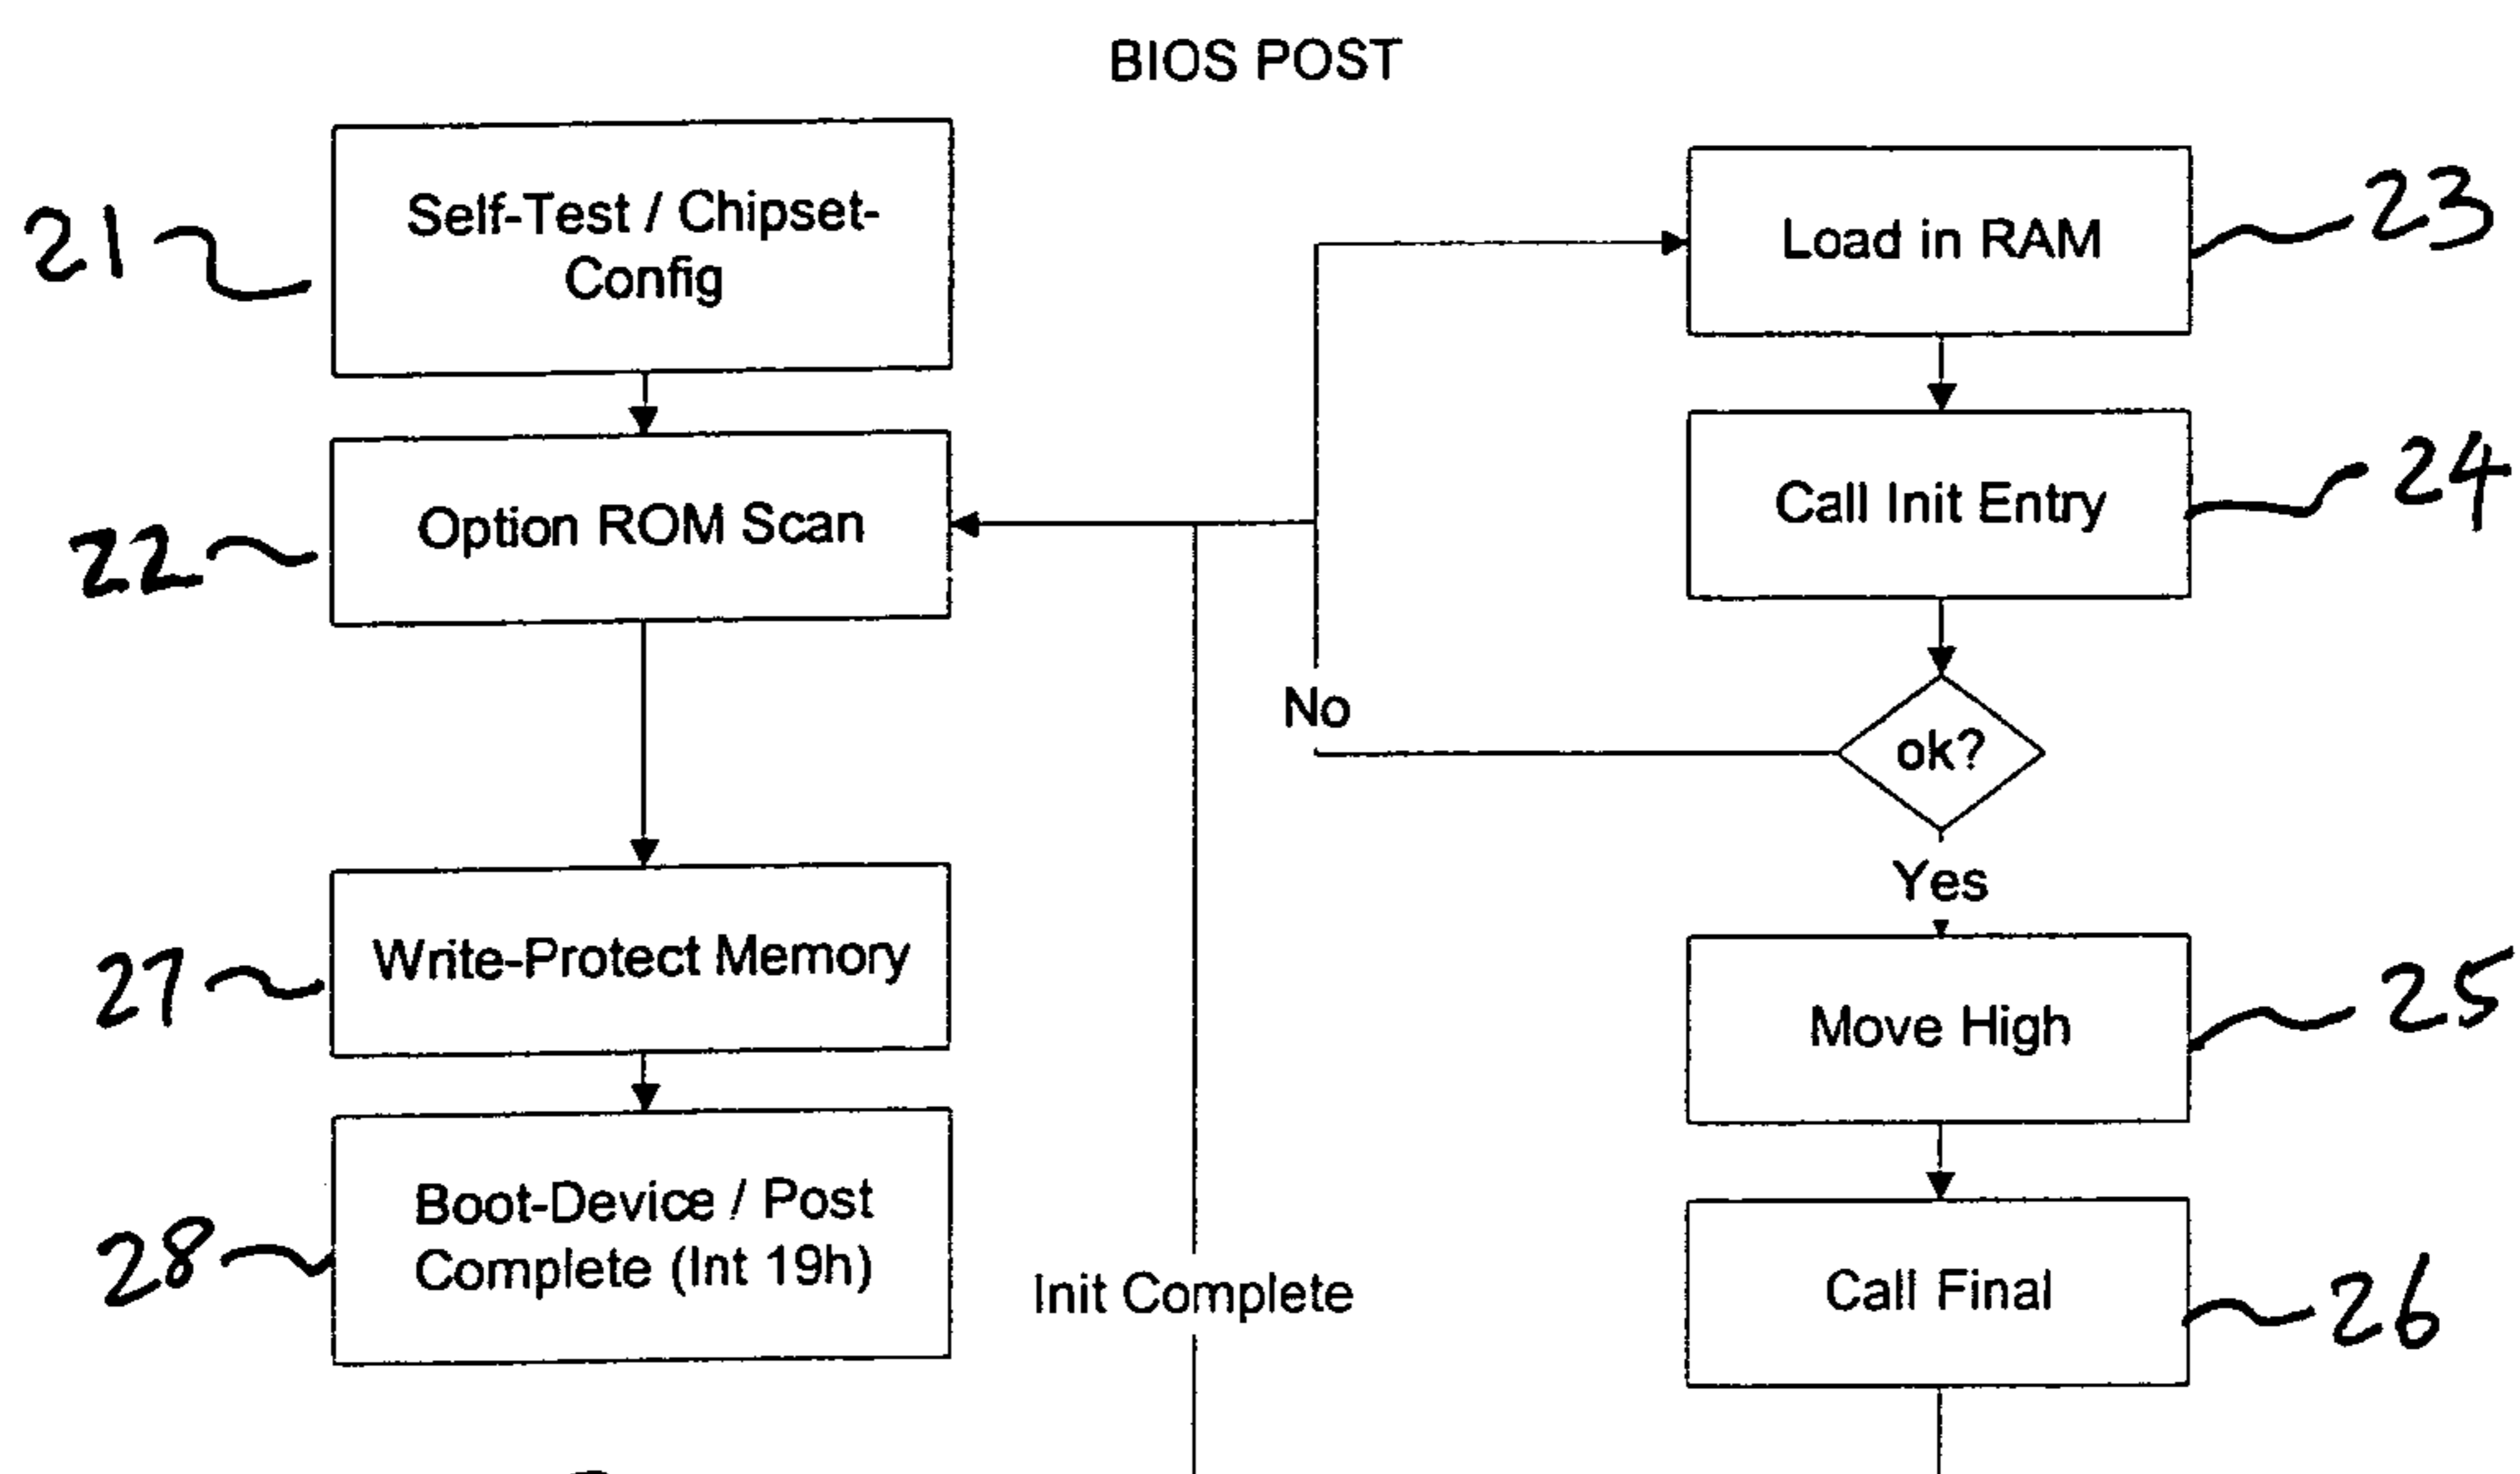 BIOS POST
21
Self-Test / Chipset-
Config
22
Option ROM Scan
27
Write-Protect Memory
28
Boot-Device / Post
Complete (Int 19h)
Init Complete
No
Load in RAM
23
Call Init Entry
24
ok?
Yes
Move High
25
Call Final
26